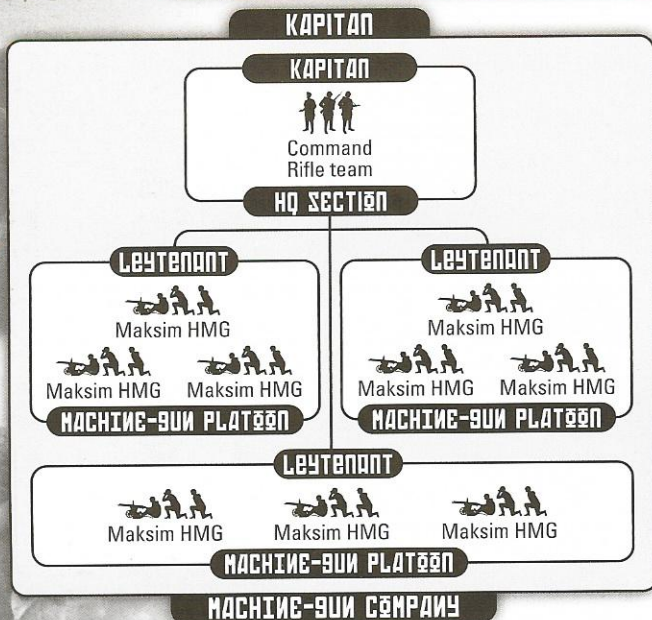 KAPITAN
KAPITAN
Command
Rifle team
HQ SECTION
LEYTENANT
LEYTENANT
Maksim HMG
Maksim HMG
Maksim HMG Maksim HMG
Maksim HMG Maksim HMG
MACHINE-GUN PLATOON
MACHINE-GUN PLATOON
LEYTENANT
Maksim HMG Maksim HMG Maksim HMG
MACHINE-GUN PLATOON
MACHINE-GUN COMPANY